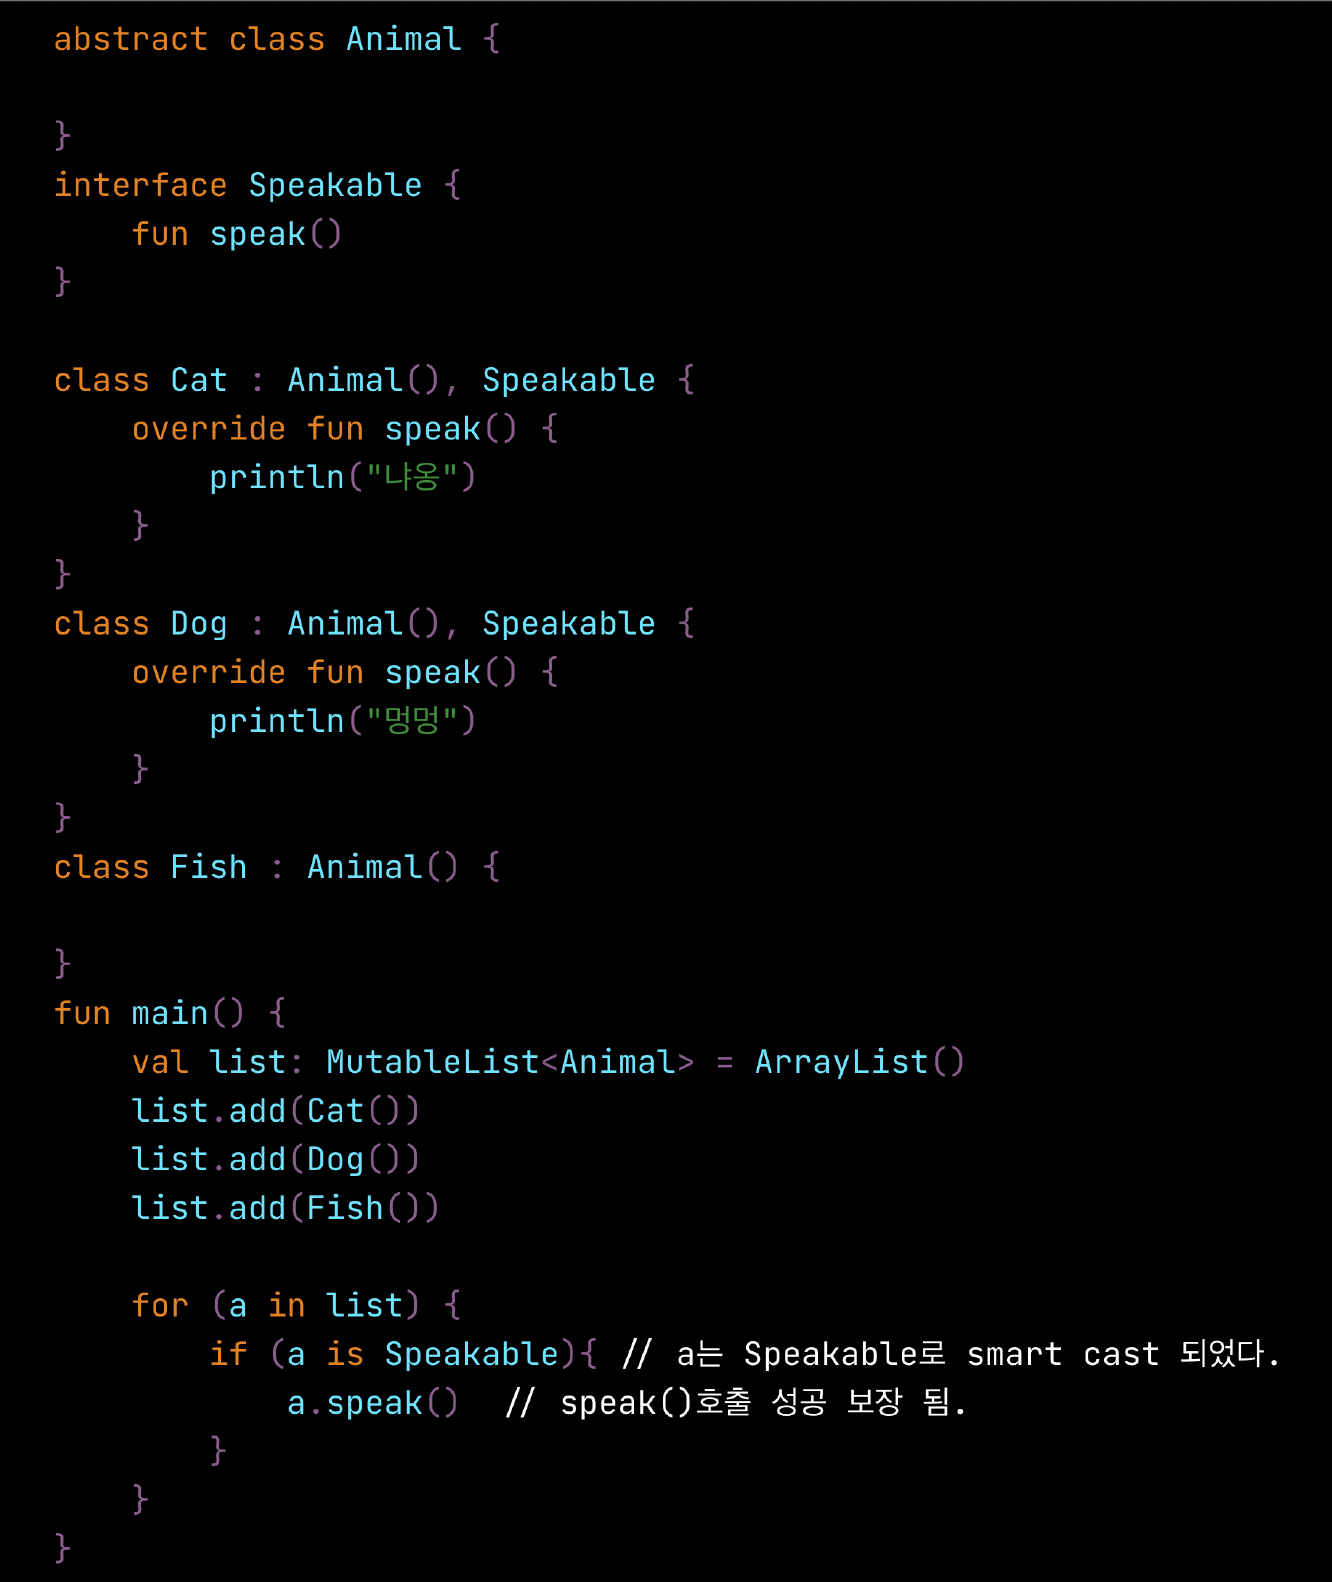 abstract class Animal {
}
interface Speakable {
    fun speak()
}
class Cat : Animal(), Speakable {
    override fun speak() {
        println("냐옹")
    }
}
class Dog : Animal(), Speakable {
    override fun speak() {
        println("멍멍")
    }
}
class Fish : Animal() {
}
fun main() {
    val list: MutableList<Animal> = ArrayList()
    list.add(Cat())
    list.add(Dog())
    list.add(Fish())
    for (a in list) {
        if (a is Speakable){ // a는 Speakable로 smart cast 되었다.
            a.speak()  // speak()호출 성공 보장 됨.
        }
    }
}